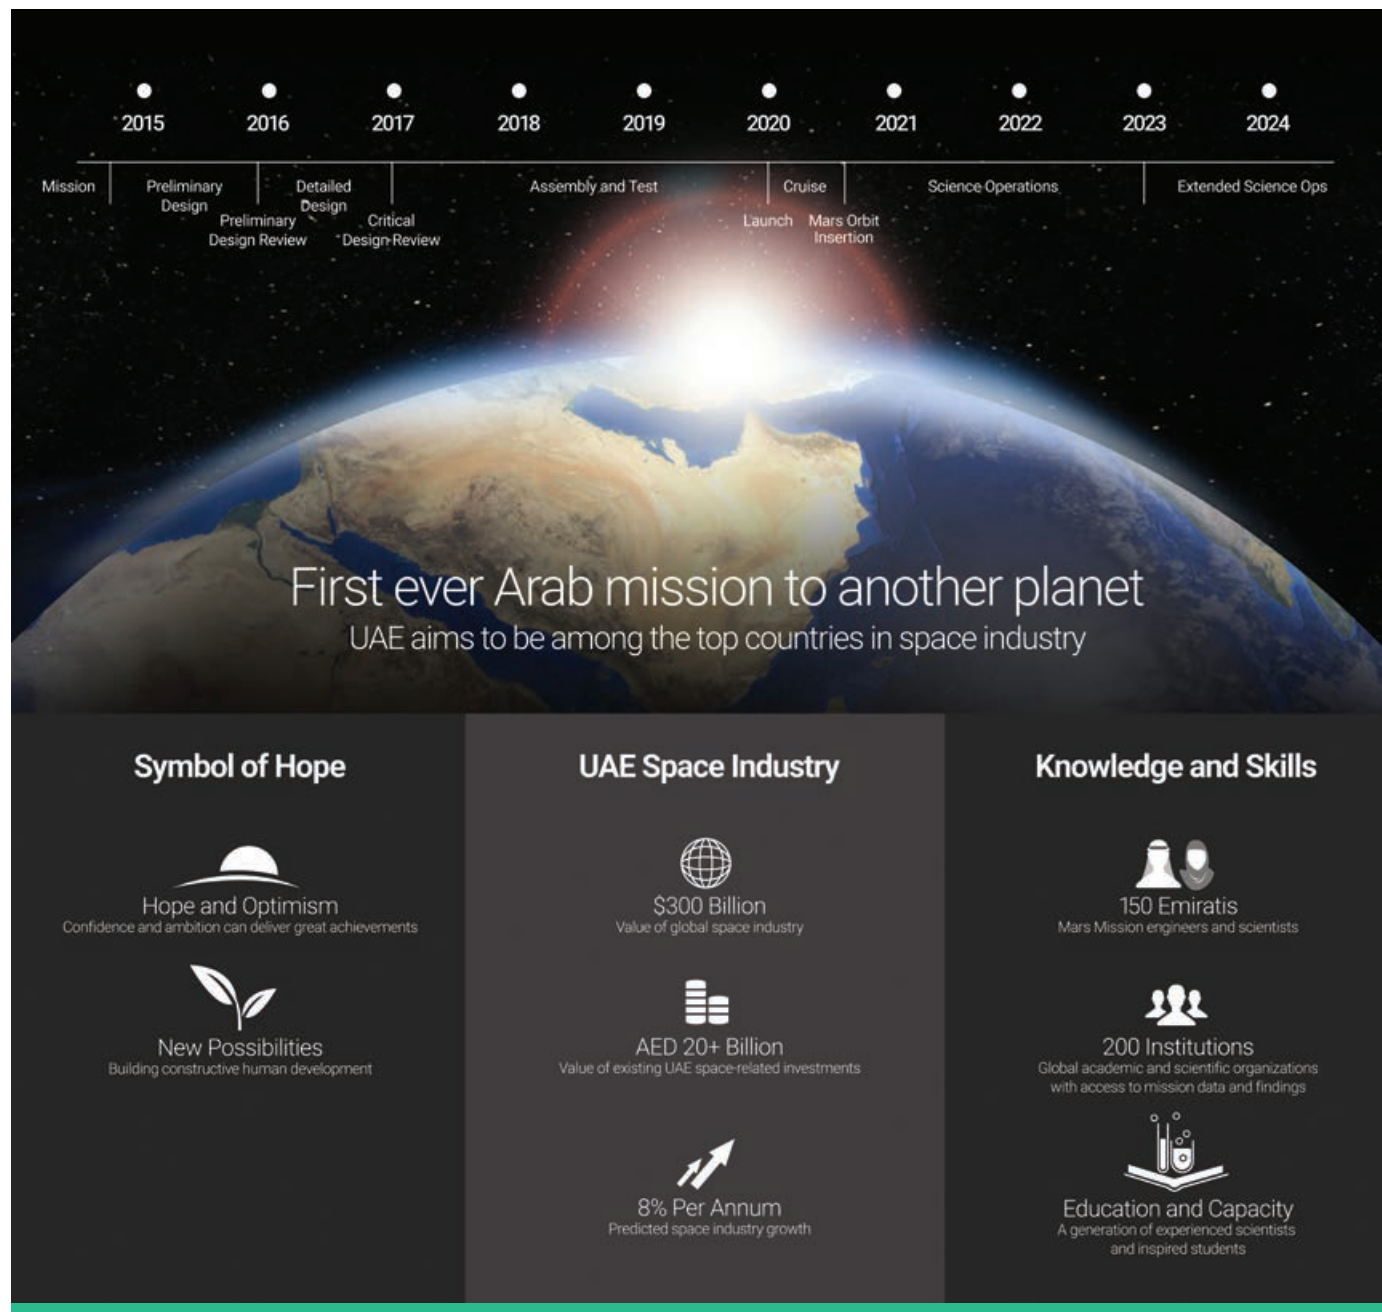 2015 2016 2017 2018 2019 2020 2021 2022 2023 2024
Mission Preliminary Detailed Assembly and Test Cruise Science Operations Extended Science Ops
Design Design
Preliminary Critical Launch Mars Orbit
Design Review Design Review Insertion
First ever Arab mission to another planet
UAE aims to be among the top countries in space industry
Symbol of Hope
Hope and Optimism
Confidence and ambition can deliver great achievements
New Possibilities
Building constructive human development
UAE Space Industry
$300 Billion
Value of global space industry
AED 20+ Billion
Value of existing UAE space-related investments
8% Per Annum
Predicted space industry growth
Knowledge and Skills
150 Emiratis
Mars Mission engineers and scientists
200 Institutions
Global academic and scientific organizations
with access to mission data and findings
Education and Capacity
A generation of experienced scientists
and inspired students